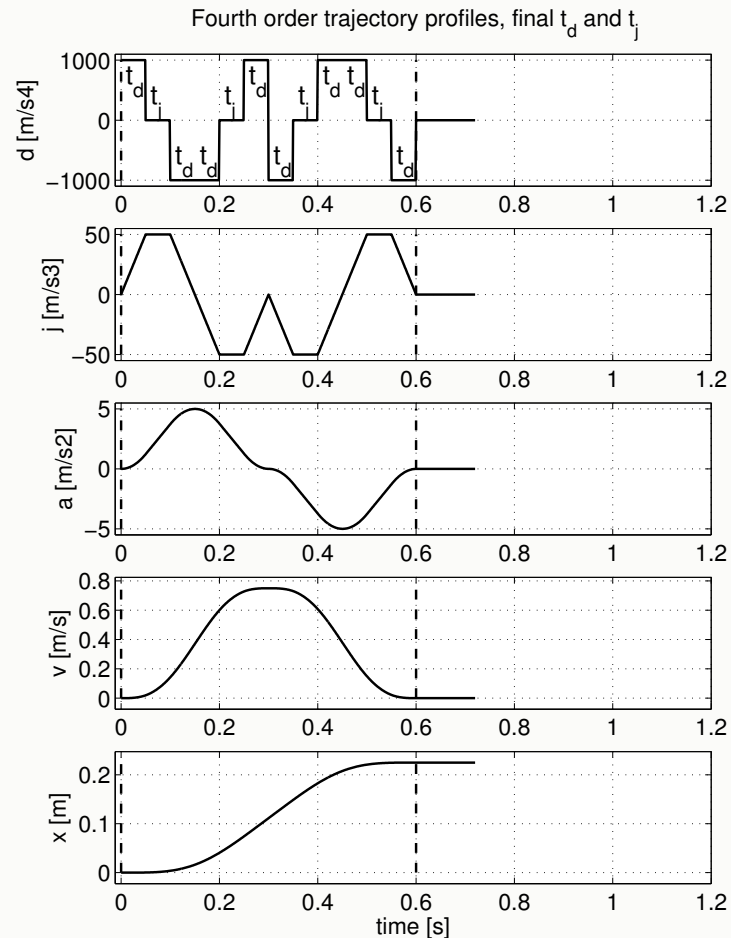 Fourth order trajectory profiles, final t_d and t_j
d [m/s4]
1000
0
−1000
t_d
t_j
t_d t_d
t_j
t_d
t_d
t_j
t_d t_d
t_j
t_d
0 0.2 0.4 0.6 0.8 1 1.2
j [m/s3]
50
0
−50
0 0.2 0.4 0.6 0.8 1 1.2
a [m/s2]
5
0
−5
0 0.2 0.4 0.6 0.8 1 1.2
v [m/s]
0.8
0.6
0.4
0.2
0
0 0.2 0.4 0.6 0.8 1 1.2
x [m]
0.2
0.1
0
0 0.2 0.4 0.6 0.8 1 1.2
time [s]